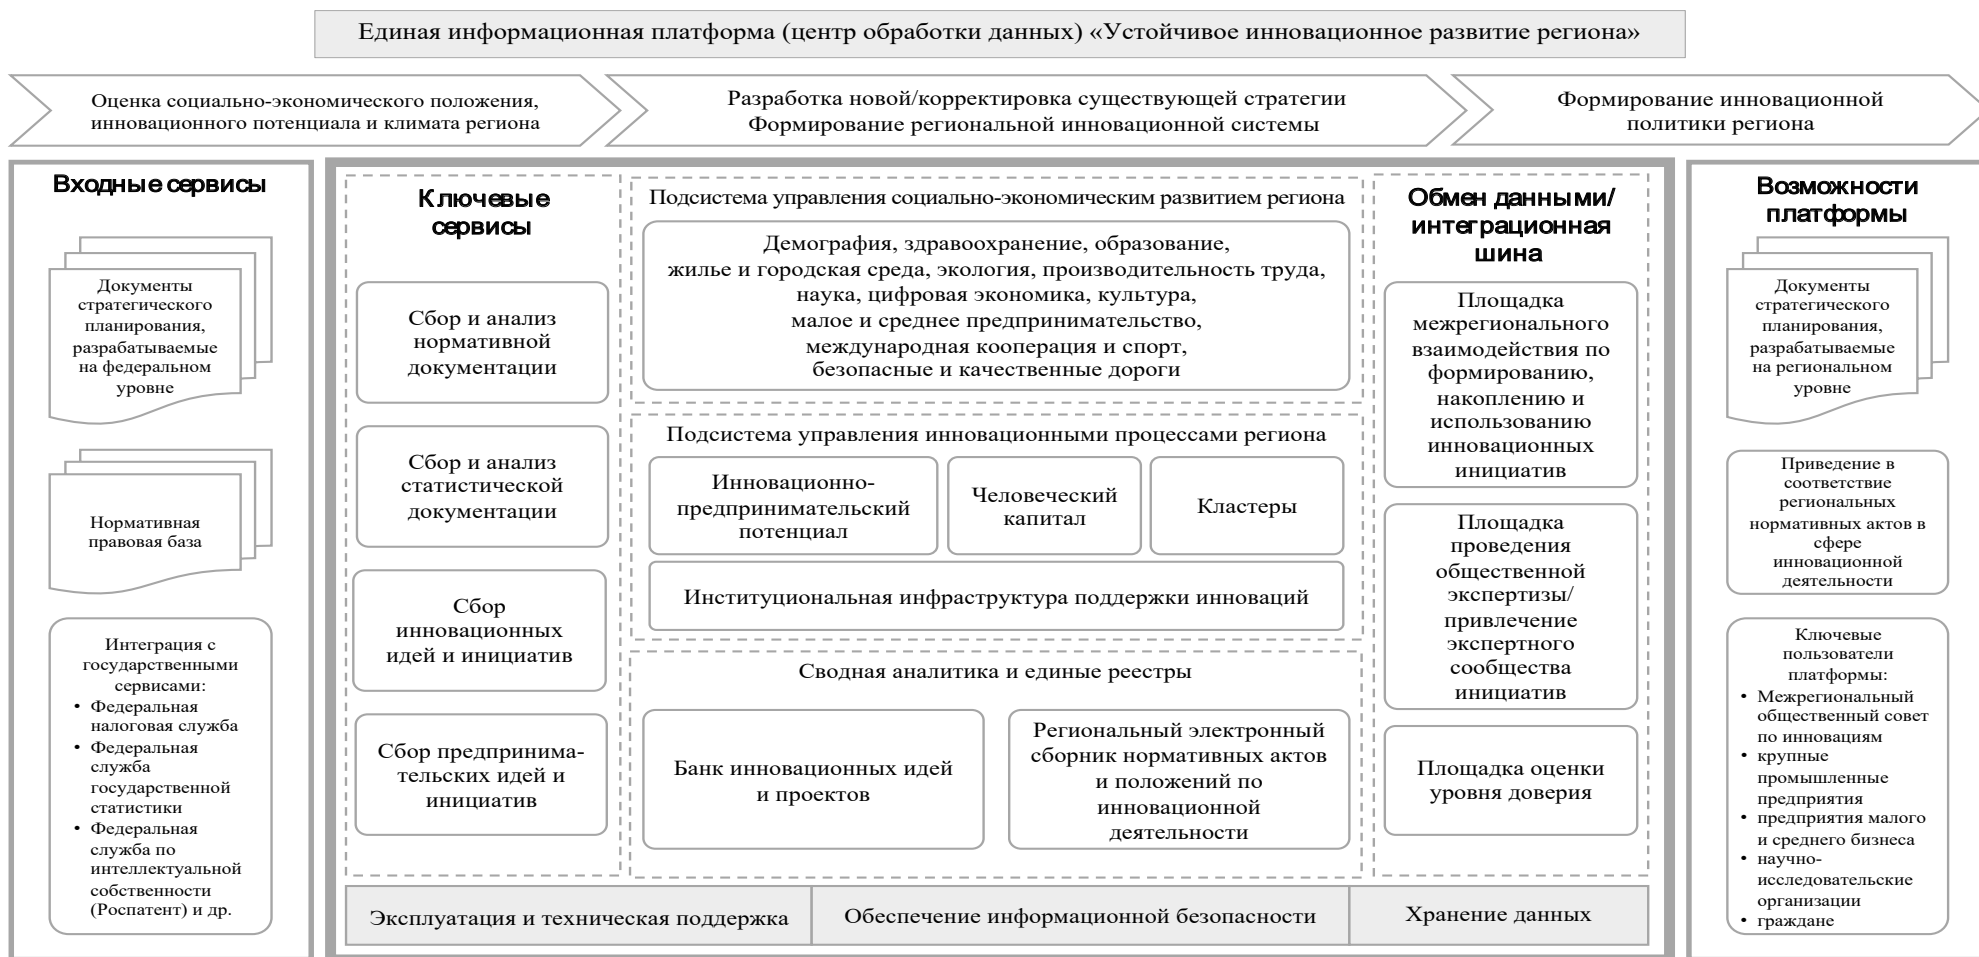 Единая информационная платформа (центр обработки данных) «Устойчивое инновационное развитие региона»
Оценка социально-экономического положения,
инновационного потенциала и климата региона
Разработка новой/корректировка существующей стратегии
Формирование региональной инновационной системы
Формирование инновационной
политики региона
Входные сервисы
Документы
стратегического
планирования,
разрабатываемые
на федеральном
уровне
Нормативная
правовая база
Интеграция с
государственными
сервисами:
• Федеральная
налоговая служба
• Федеральная
служба
государственной
статистики
• Федеральная
служба по
интеллектуальной
собственности
(Роспатент) и др.
Ключевые
сервисы
Сбор и анализ
нормативной
документации
Сбор и анализ
статистической
документации
Сбор
инновационных
идей и инициатив
Сбор предпринима-
тельских идей и
инициатив
Подсистема управления социально-экономическим развитием региона
Демография, здравоохранение, образование,
жилье и городская среда, экология, производительность труда,
наука, цифровая экономика, культура,
малое и среднее предпринимательство,
международная кооперация и спорт,
безопасные и качественные дороги
Подсистема управления инновационными процессами региона
Инновационно-
предпринимательский
потенциал
Человеческий
капитал
Кластеры
Институциональная инфраструктура поддержки инноваций
Сводная аналитика и единые реестры
Банк инновационных идей
и проектов
Региональный электронный
сборник нормативных актов
и положений по
инновационной
деятельности
Обмен данными/
интеграционная
шина
Площадка
межрегионального
взаимодействия по
формированию,
накоплению и
использованию
инновационных
инициатив
Площадка
проведения
общественной
экспертизы/
привлечение
экспертного
сообщества
инициатив
Площадка оценки
уровня доверия
Эксплуатация и техническая поддержка
Обеспечение информационной безопасности
Хранение данных
Возможности
платформы
Документы
стратегического
планирования,
разрабатываемые
на региональном
уровне
Приведение в
соответствие
региональных
нормативных актов в
сфере
инновационной
деятельности
Ключевые
пользователи
платформы:
• Межрегиональный
общественный совет
по инновациям
• крупные
промышленные
предприятия
• предприятия малого
и среднего бизнеса
• научно-
исследовательские
организации
• граждане